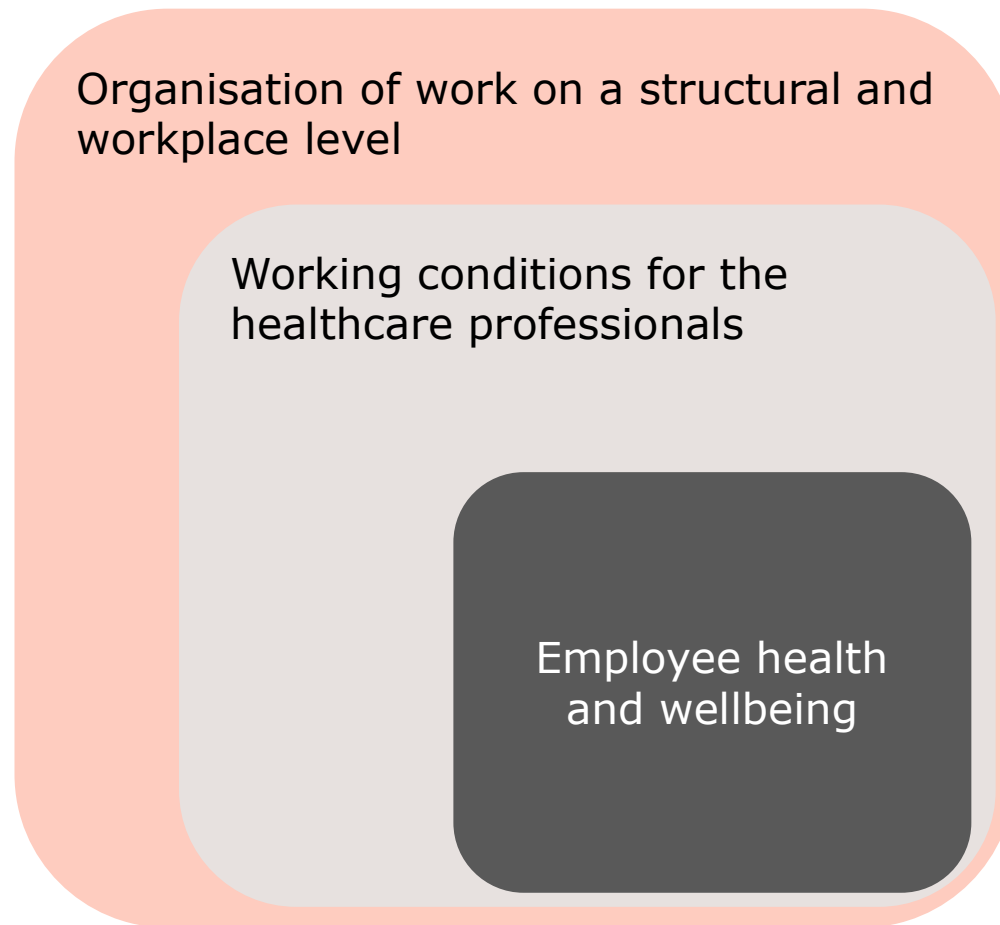 Organisation of work on a structural and
workplace level
Working conditions for the
healthcare professionals
Employee health
and wellbeing